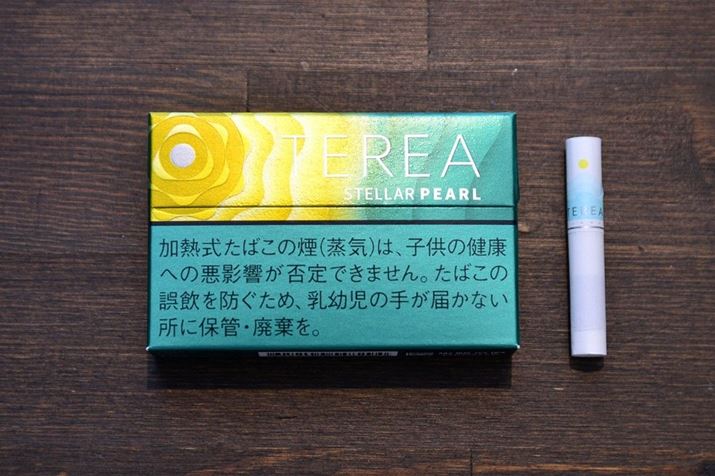 TEREA
STELLAR PEARL
加熱式たばこの煙(蒸気)は、子供の健康
への悪影響が否定できません。たばこの
誤飲を防ぐため、乳幼児の手が届かない
所に保管・廃棄を。
TEREA